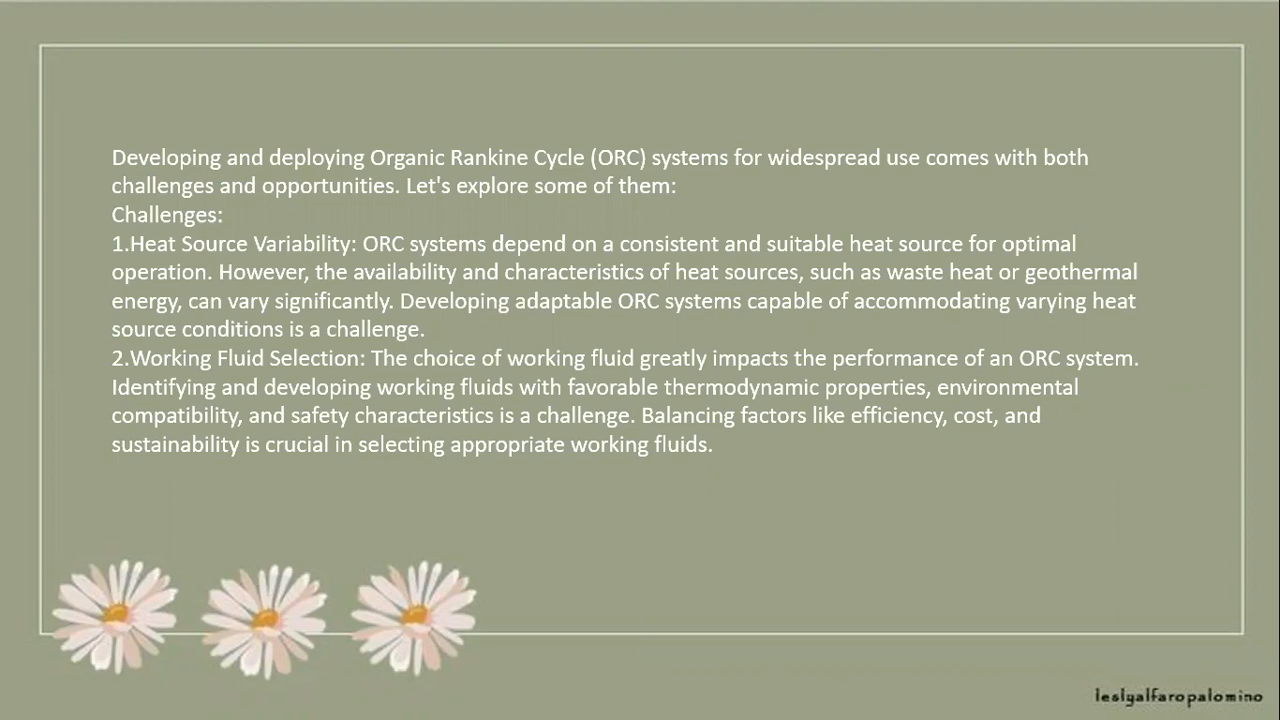 Developing and deploying Organic Rankine Cycle (ORC) systems for widespread use comes with both
challenges and opportunities. Let's explore some of them:
Challenges:
1.Heat Source Variability: ORC systems depend on a consistent and suitable heat source for optimal
operation. However, the availability and characteristics of heat sources, such as waste heat or geothermal
energy, can vary significantly. Developing adaptable ORC systems capable of accommodating varying heat
source conditions is a challenge.
2.Working Fluid Selection: The choice of working fluid greatly impacts the performance of an ORC system.
Identifying and developing working fluids with favorable thermodynamic properties, environmental
compatibility, and safety characteristics is a challenge. Balancing factors like efficiency, cost, and
sustainability is crucial in selecting appropriate working fluids.
leslyalfaropalomino